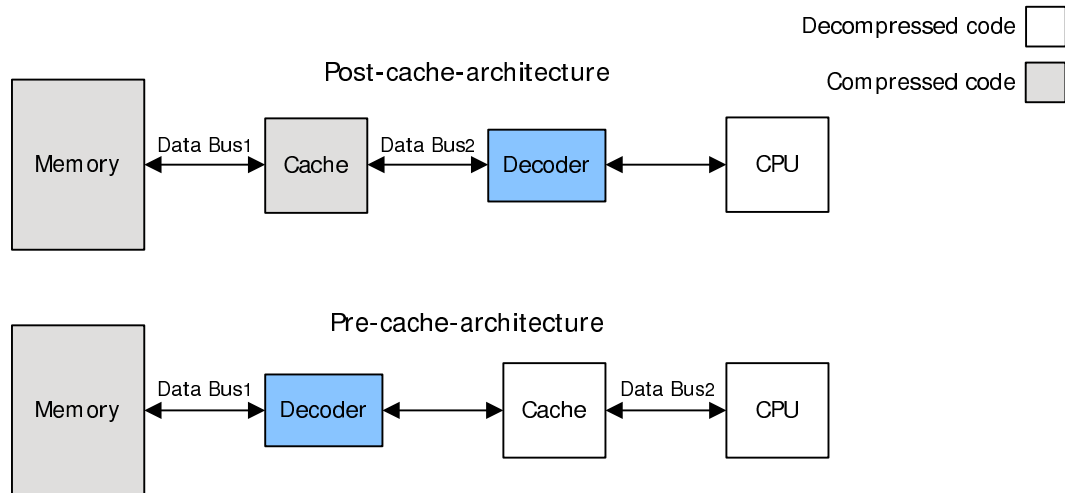 Decompressed code
Post-cache-architecture
Compressed code
Memory
Data Bus1
Cache
Data Bus2
Decoder
CPU
Pre-cache-architecture
Memory
Data Bus1
Decoder
Cache
Data Bus2
CPU